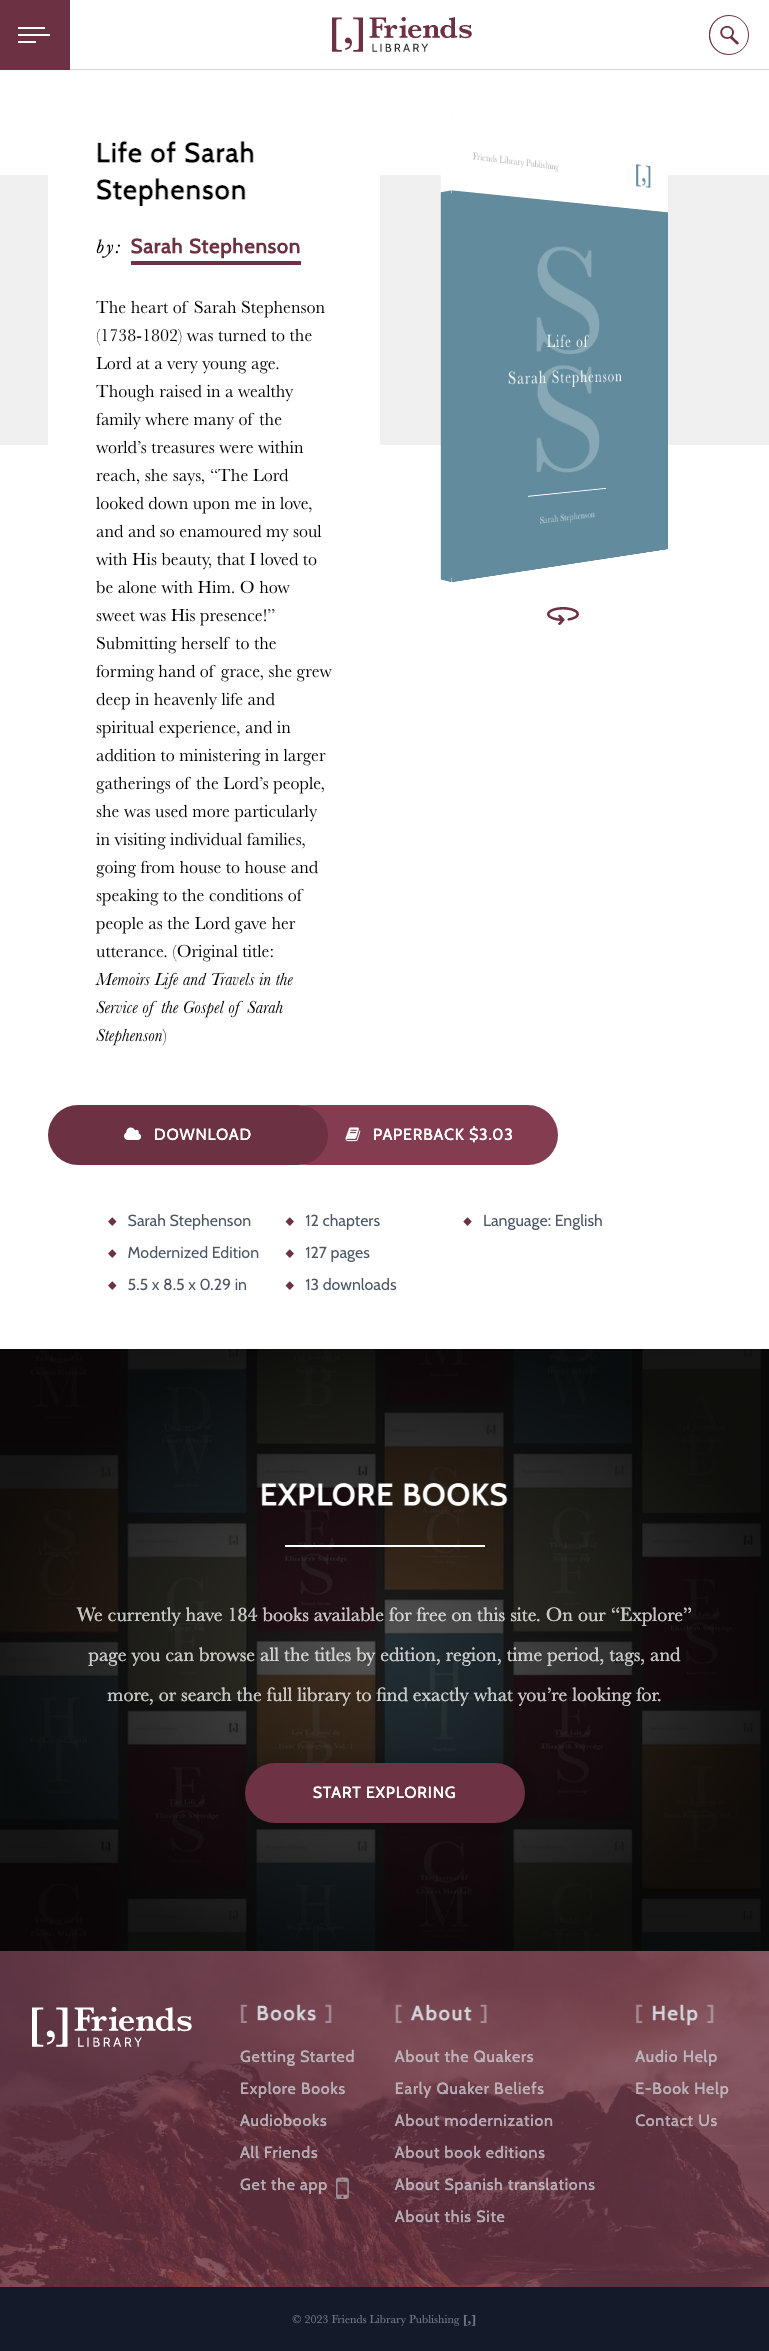 [,] Friends
LIBRARY
Life of Sarah
Stephenson
by: Sarah Stephenson
The heart of Sarah Stephenson
(1738-1802) was turned to the
Lord at a very young age.
Though raised in a wealthy
family where many of the
world’s treasures were within
reach, she says, “The Lord
looked down upon me in love,
and and so enamoured my soul
with His beauty, that I loved to
be alone with Him. O how
sweet was His presence!”
Submitting herself to the
forming hand of grace, she grew
deep in heavenly life and
spiritual experience, and in
addition to ministering in larger
gatherings of the Lord’s people,
she was used more particularly
in visiting individual families,
going from house to house and
speaking to the conditions of
people as the Lord gave her
utterance. (Original title:
Memoirs Life and Travels in the
Service of the Gospel of Sarah
Stephenson)
Friends Library Publishing
[,]
S
Life of
Sarah Stephenson
S
Sarah Stephenson
DOWNLOAD
PAPERBACK $3.03
Sarah Stephenson
Modernized Edition
5.5 x 8.5 x 0.29 in
12 chapters
127 pages
13 downloads
Language: English
EXPLORE BOOKS
We currently have 184 books available for free on this site. On our “Explore”
page you can browse all the titles by edition, region, time period, tags, and
more, or search the full library to find exactly what you’re looking for.
START EXPLORING
[,] Friends
LIBRARY
[ Books ]
Getting Started
Explore Books
Audiobooks
All Friends
Get the app
[ About ]
About the Quakers
Early Quaker Beliefs
About modernization
About book editions
About Spanish translations
About this Site
[ Help ]
Audio Help
E-Book Help
Contact Us
© 2023 Friends Library Publishing [,]